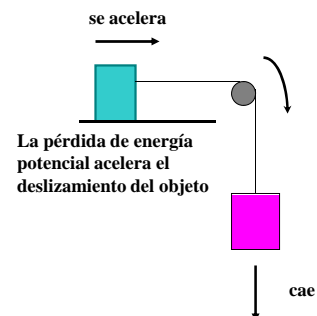 se acelera
La pérdida de energía
potencial acelera el
deslizamiento del objeto
cae